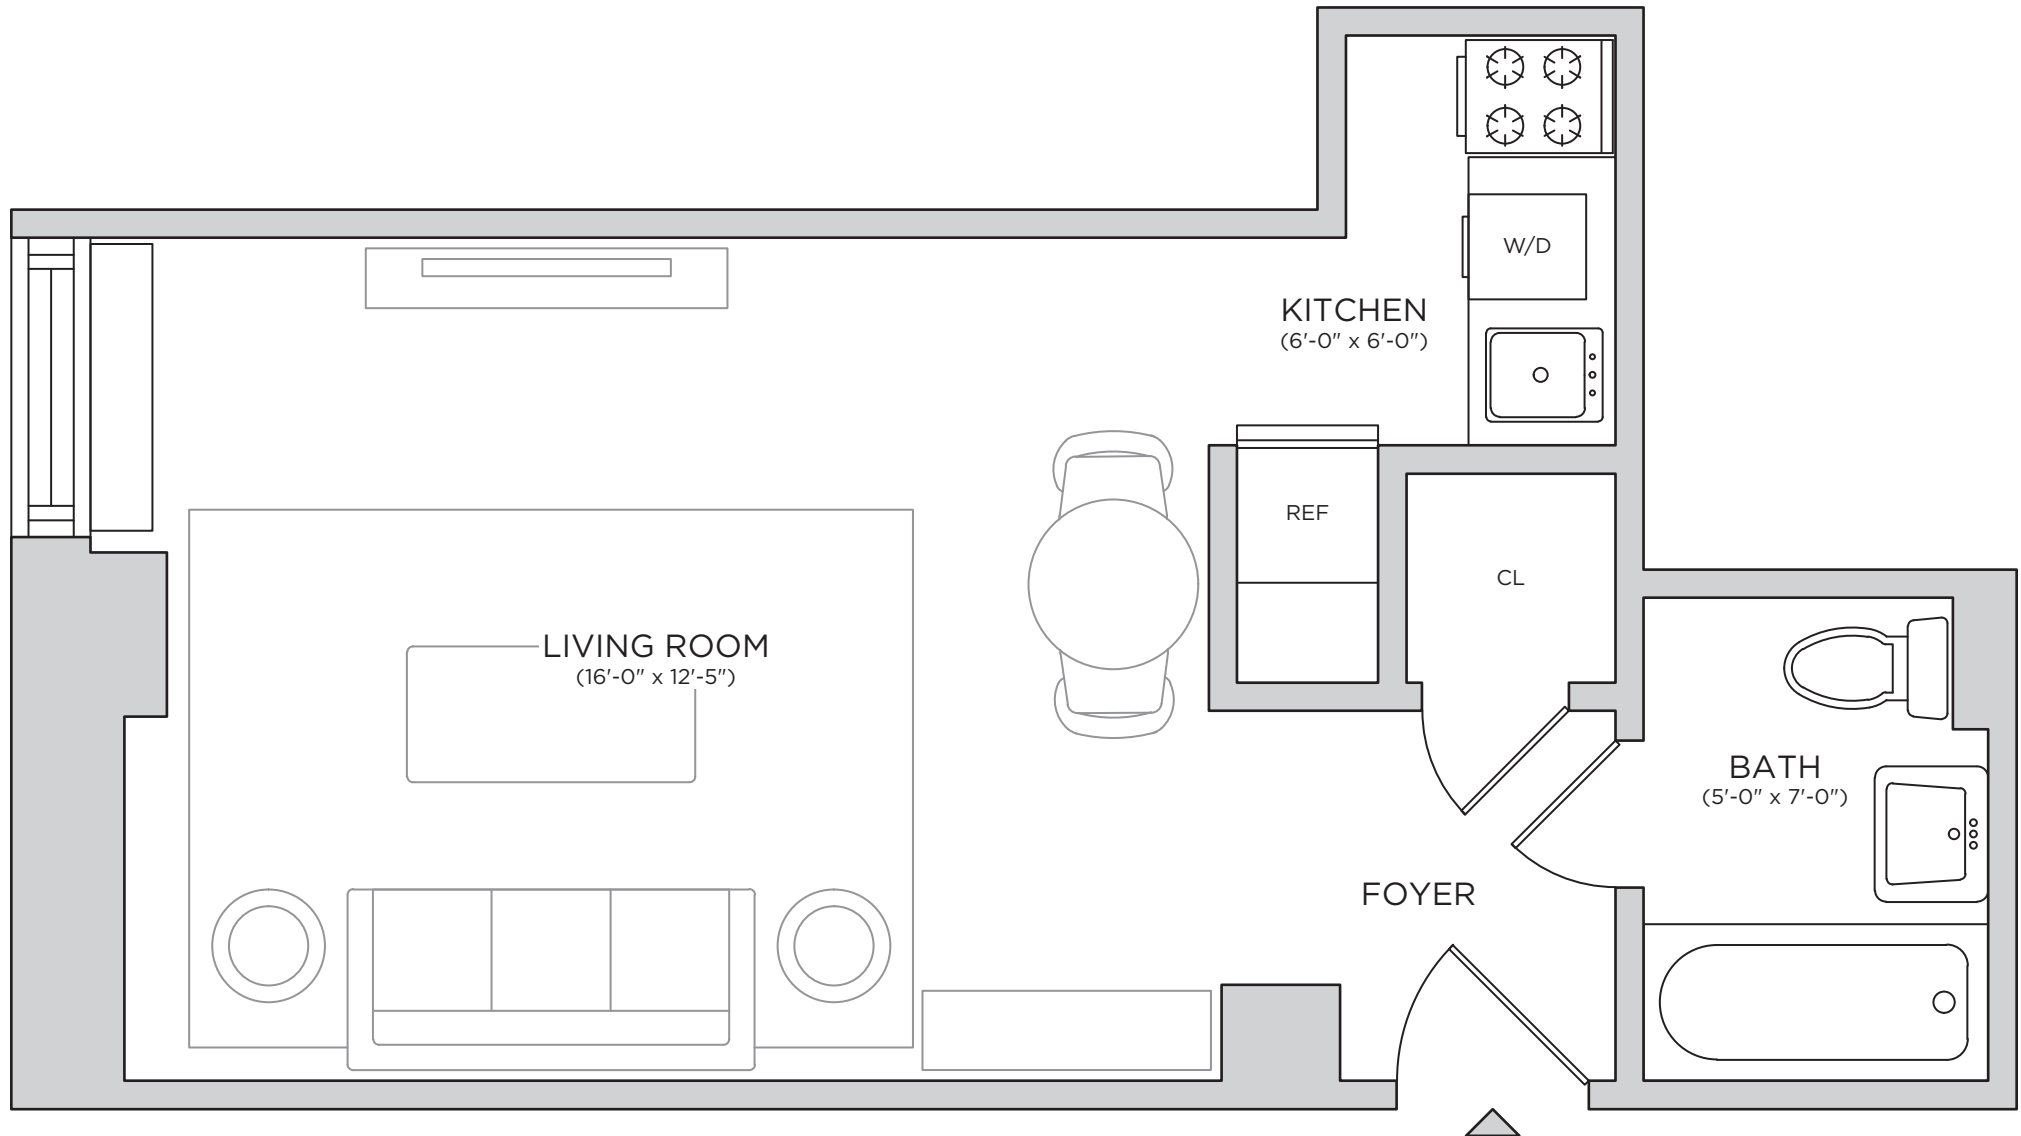 W/D
KITCHEN
(6'-0" x 6'-0")
REF
CL
LIVING ROOM
(16'-0" x 12'-5")
BATH
(5'-0" x 7'-0")
FOYER